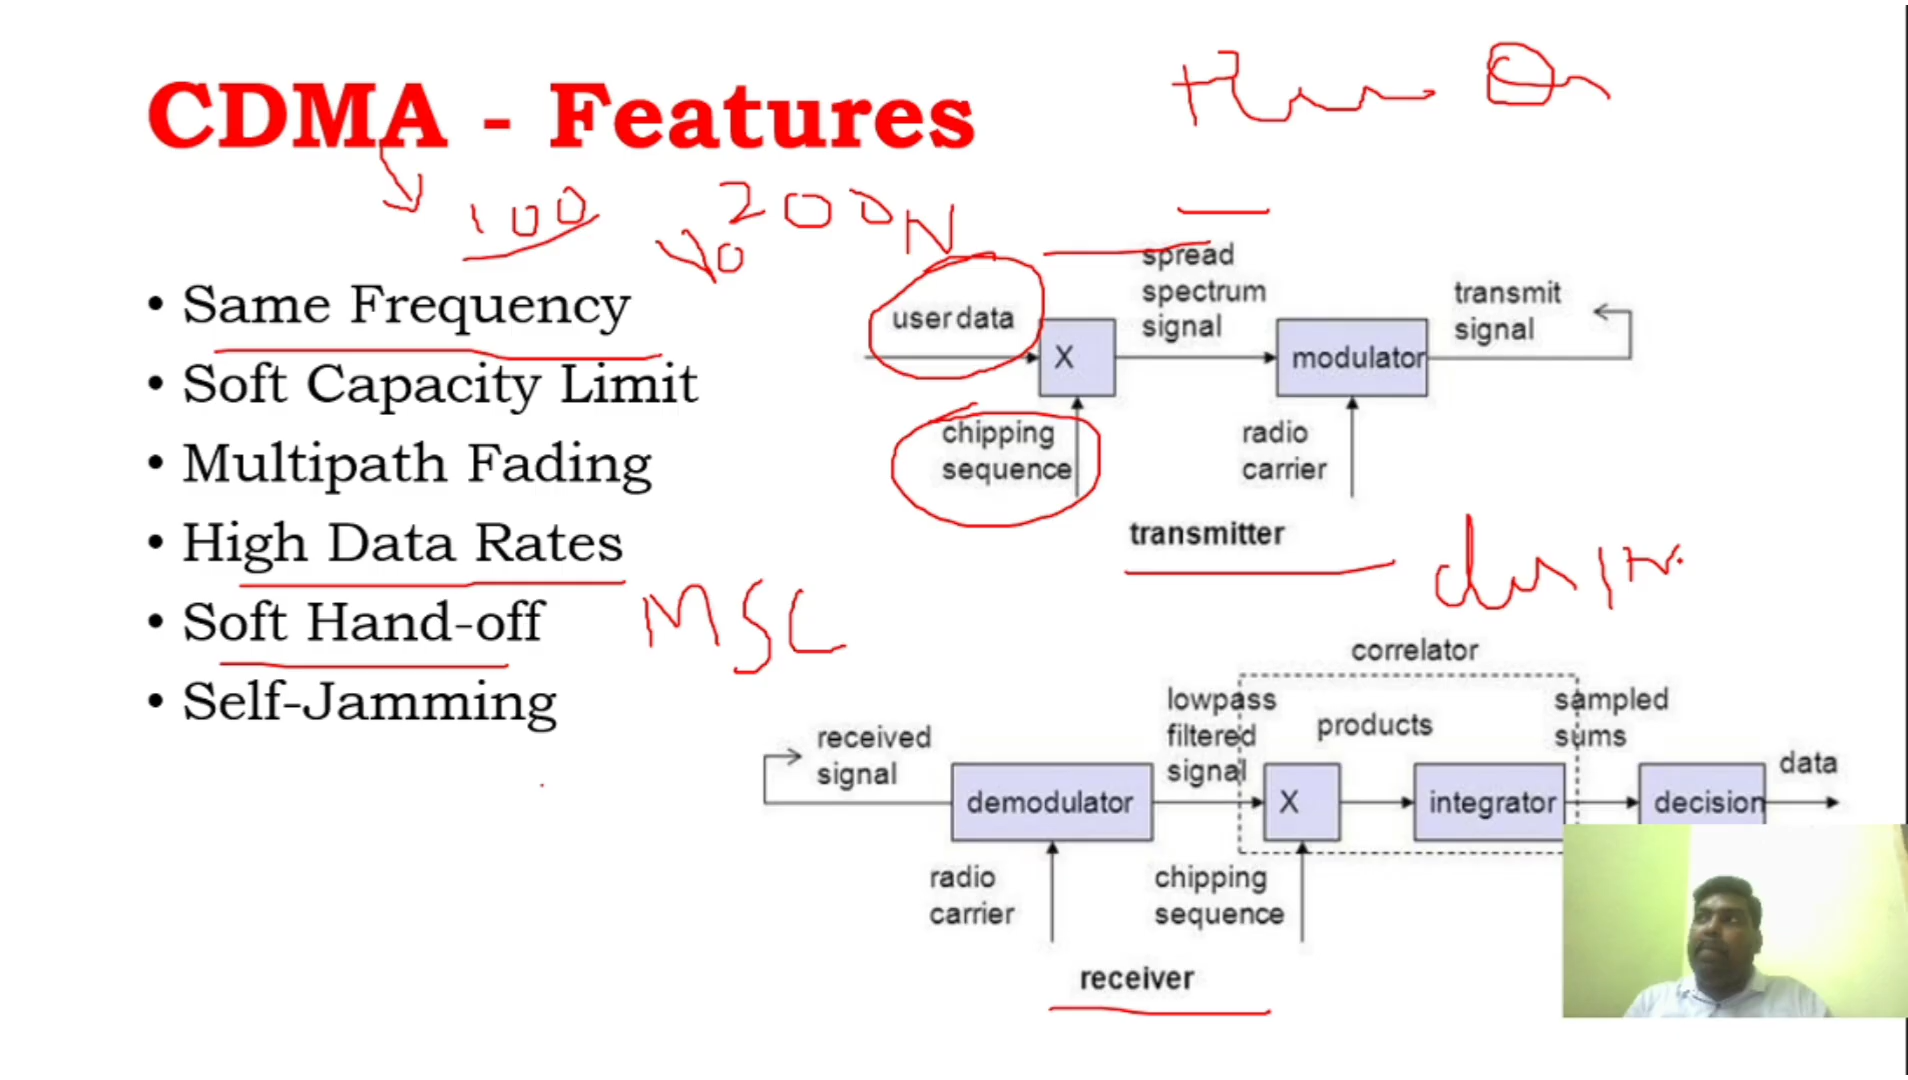 CDMA - Features
100
200
N
• Same Frequency
• Soft Capacity Limit
• Multipath Fading
• High Data Rates
• Soft Hand-off
MSC
• Self-Jamming
user data
X
chipping
sequence
spread
spectrum
signal
modulator
transmit
signal
radio
carrier
transmitter
correlator
received
signal
demodulator
radio
carrier
lowpass
filtered
signal
X
products
chipping
sequence
integrator
sampled
sums
decision
data
receiver